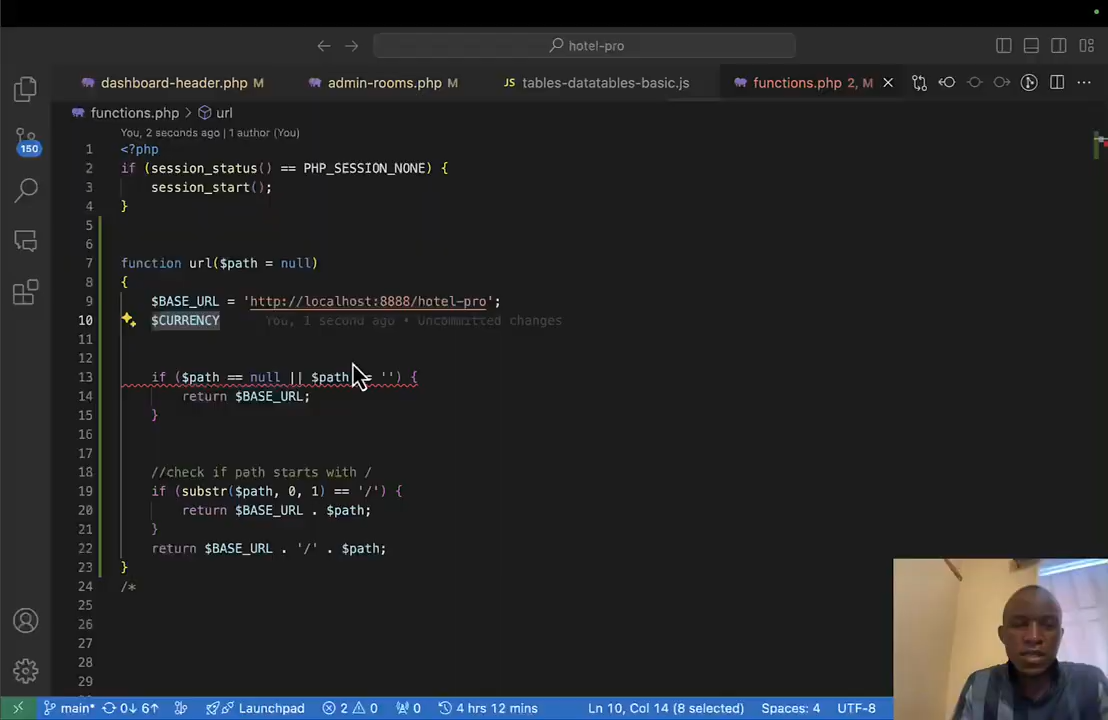 hotel-pro
dashboard-header.php M
admin-rooms.php M
JS tables-datatables-basic.js
functions.php 2, M
functions.php > url
You, 2 seconds ago | 1 author (You)
150
1 <?php
2 if (session_status() == PHP_SESSION_NONE) {
3 session_start();
4 }
5
6
7 function url($path = null)
8 {
9 $BASE_URL = 'http://localhost:8888/hotel-pro';
10 $CURRENCY You, 1 second ago • Uncommitted changes
11
12
13 if ($path == null || $path = '') {
14 return $BASE_URL;
15 }
16
17
18 //check if path starts with /
19 if (substr($path, 0, 1) == '/') {
20 return $BASE_URL . $path;
21 }
22 return $BASE_URL . '/' . $path;
23 }
24 /*
25
26
27
28
29
main* 0↓ 6↑ Launchpad 2 0 0 4 hrs 12 mins Ln 10, Col 14 (8 selected) Spaces: 4 UTF-8